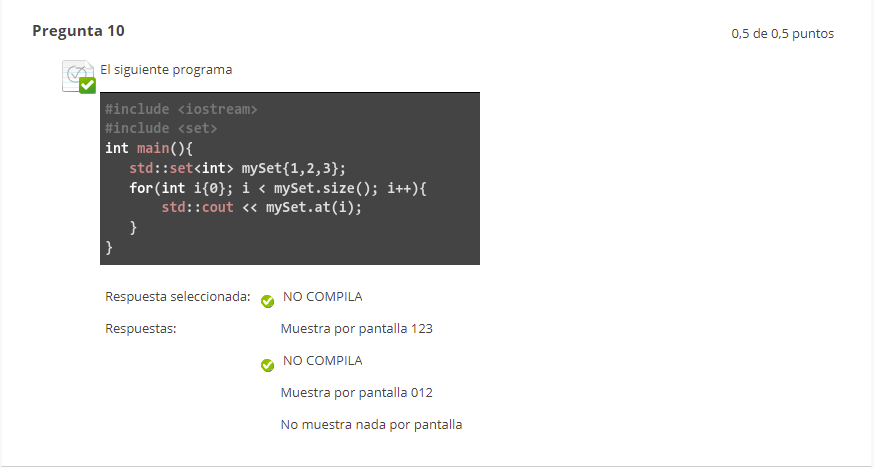 Pregunta 10
0,5 de 0,5 puntos
El siguiente programa
#include <iostream>
#include <set>
int main(){
   std::set<int> mySet{1,2,3};
   for(int i{0}; i < mySet.size(); i++){
       std::cout << mySet.at(i);
   }
}
Respuesta seleccionada: NO COMPILA
Respuestas: Muestra por pantalla 123
NO COMPILA
Muestra por pantalla 012
No muestra nada por pantalla